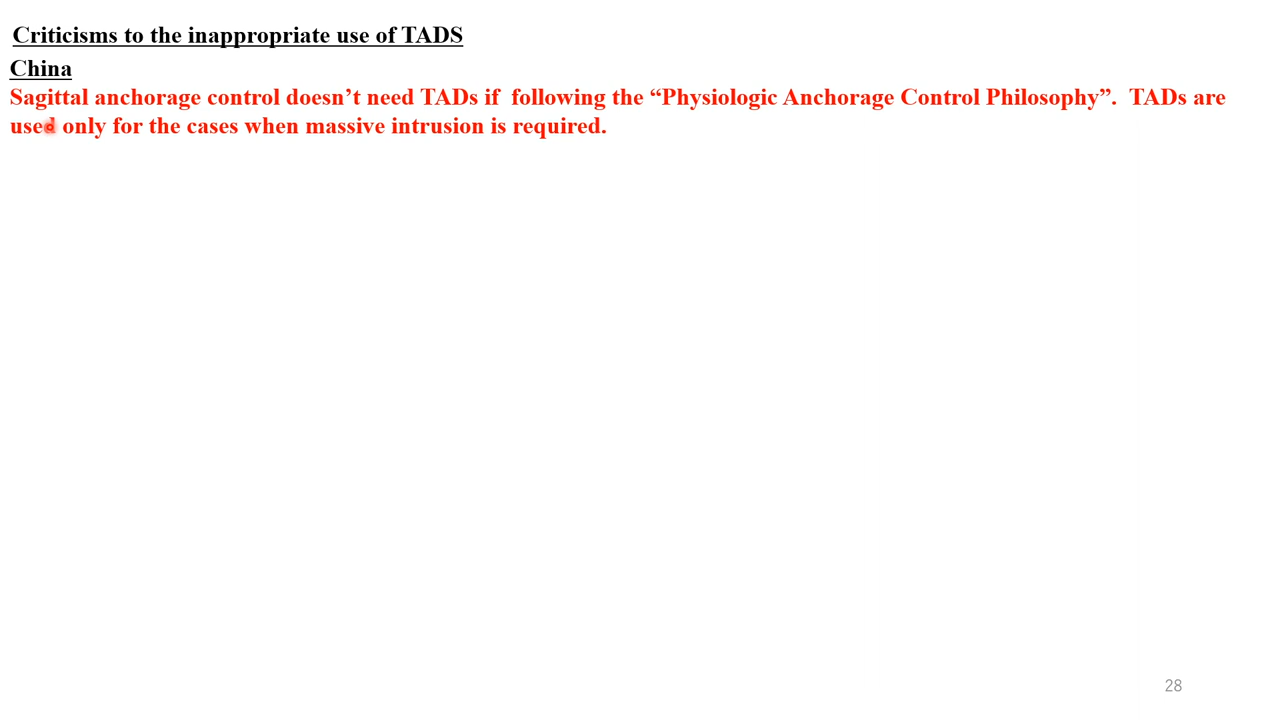 Criticisms to the inappropriate use of TADS
China
Sagittal anchorage control doesn’t need TADs if  following the “Physiologic Anchorage Control Philosophy”.  TADs are
used only for the cases when massive intrusion is required.
28